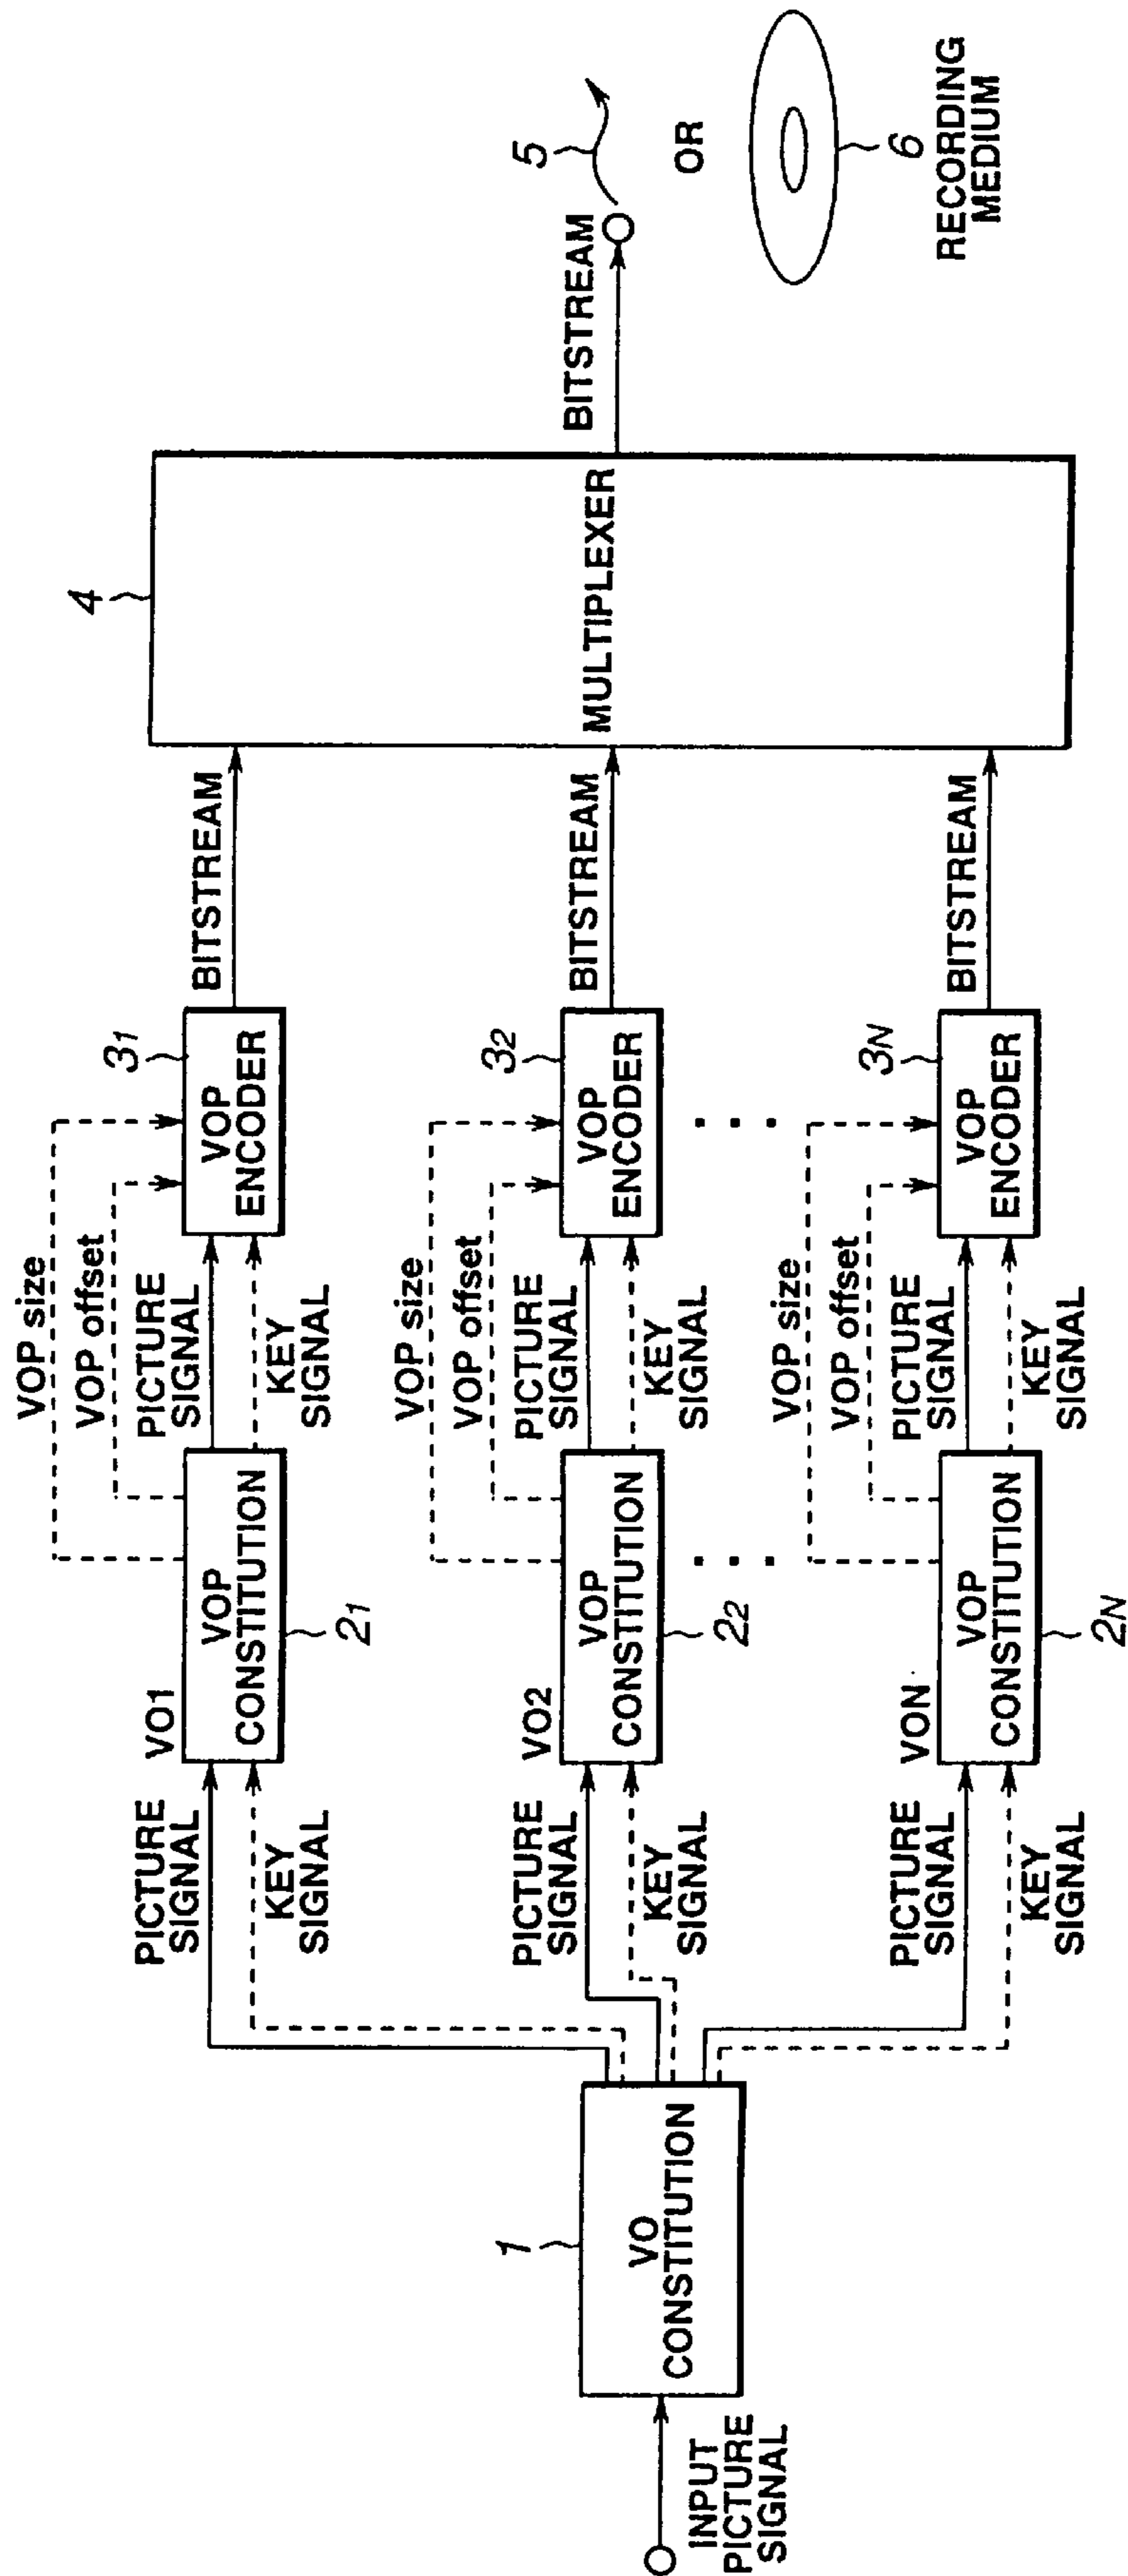 INPUT
PICTURE
SIGNAL
1
VO
CONSTITUTION
PICTURE
SIGNAL
KEY
SIGNAL
VO1
VOP
CONSTITUTION
21
VOP size
VOP offset
PICTURE
SIGNAL
KEY
SIGNAL
31
VOP
ENCODER
BITSTREAM
PICTURE
SIGNAL
KEY
SIGNAL
VO2
VOP
CONSTITUTION
22
VOP size
VOP offset
PICTURE
SIGNAL
KEY
SIGNAL
32
VOP
ENCODER
BITSTREAM
PICTURE
SIGNAL
KEY
SIGNAL
VON
VOP
CONSTITUTION
2N
VOP size
VOP offset
PICTURE
SIGNAL
KEY
SIGNAL
3N
VOP
ENCODER
BITSTREAM
4
MULTIPLEXER
BITSTREAM
5
OR
6
RECORDING
MEDIUM